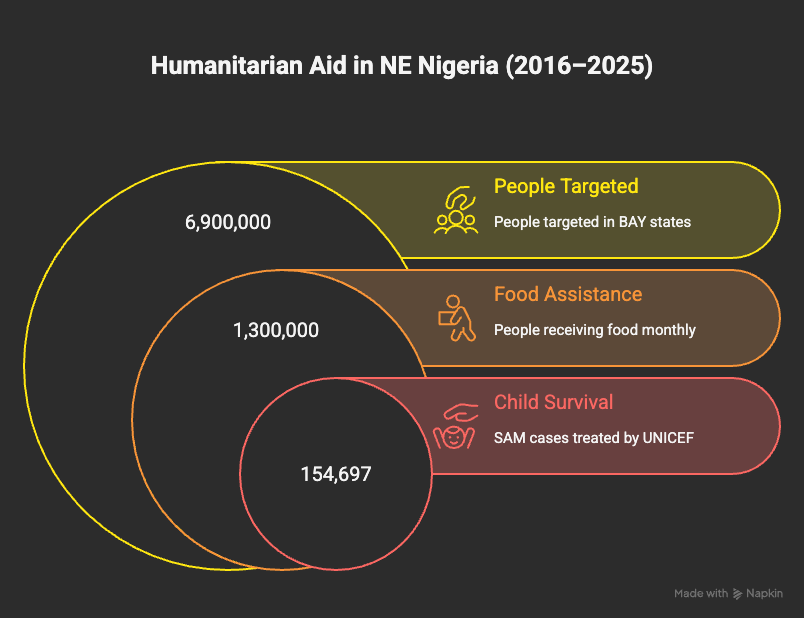 Humanitarian Aid in NE Nigeria (2016–2025)
6,900,000
People Targeted
People targeted in BAY states
1,300,000
Food Assistance
People receiving food monthly
154,697
Child Survival
SAM cases treated by UNICEF
Made with Napkin